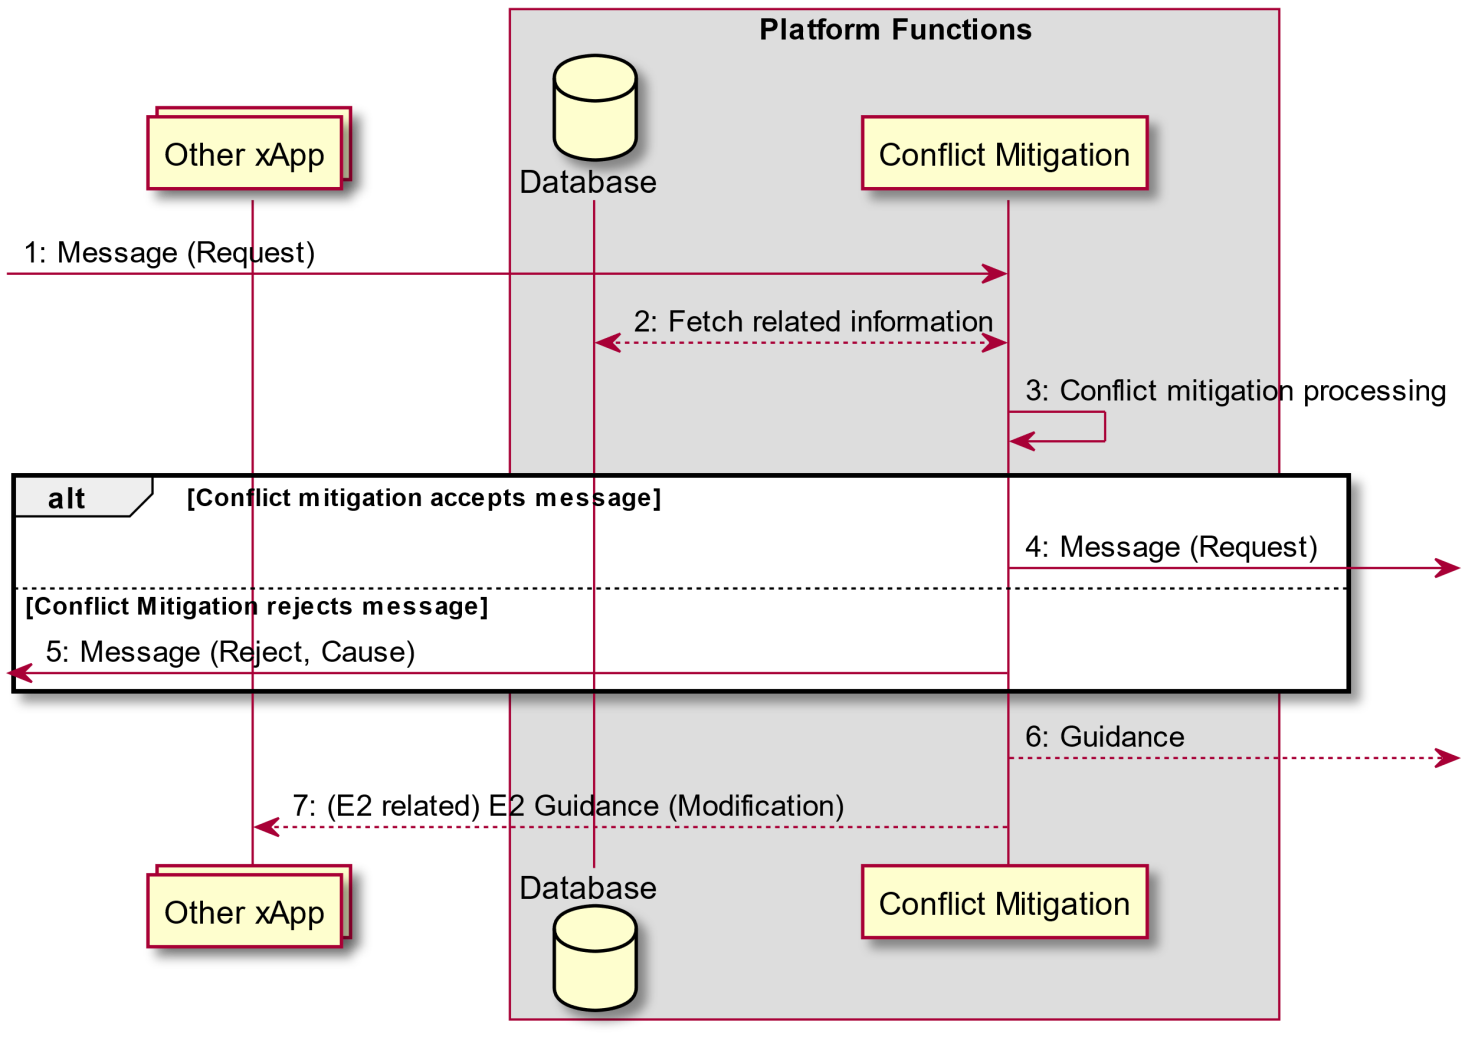 Platform Functions
Other xApp
Database
Conflict Mitigation
1: Message (Request)
2: Fetch related information
3: Conflict mitigation processing
alt
[Conflict mitigation accepts message]
4: Message (Request)
[Conflict Mitigation rejects message]
5: Message (Reject, Cause)
6: Guidance
7: (E2 related) E2 Guidance (Modification)
Other xApp
Database
Conflict Mitigation